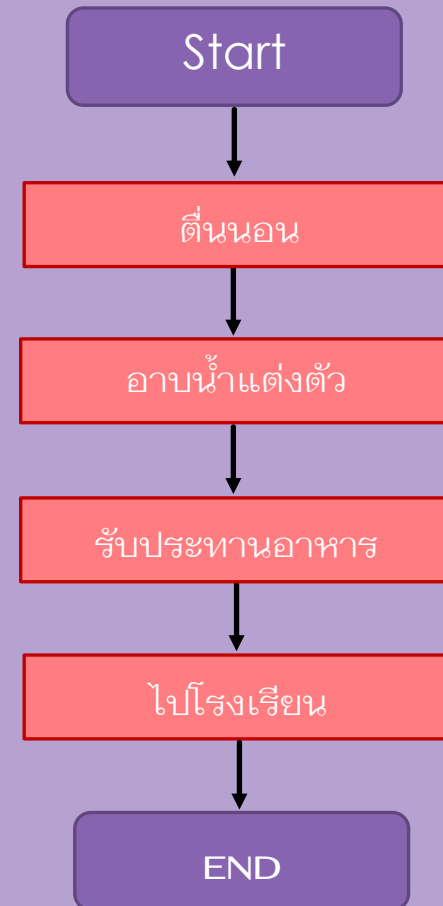 Start
ตื่นนอน
อาบน้ำแต่งตัว
รับประทานอาหาร
ไปโรงเรียน
END